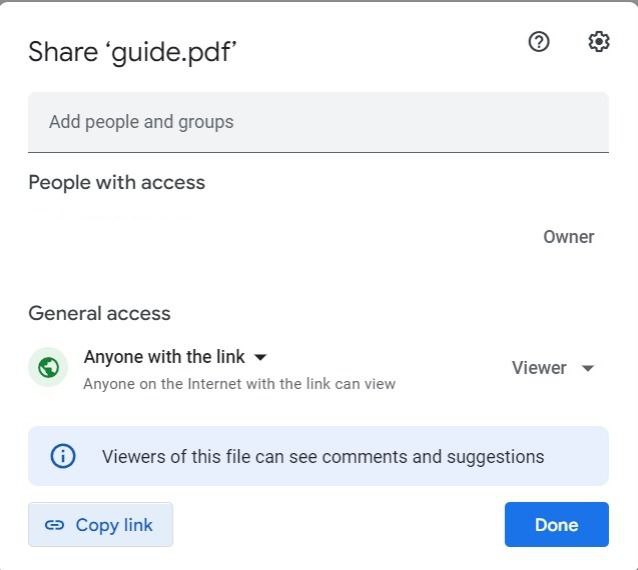 Share ‘guide.pdf’
Add people and groups
People with access
Owner
General access
Anyone with the link
Viewer
Anyone on the Internet with the link can view
Viewers of this file can see comments and suggestions
Copy link
Done